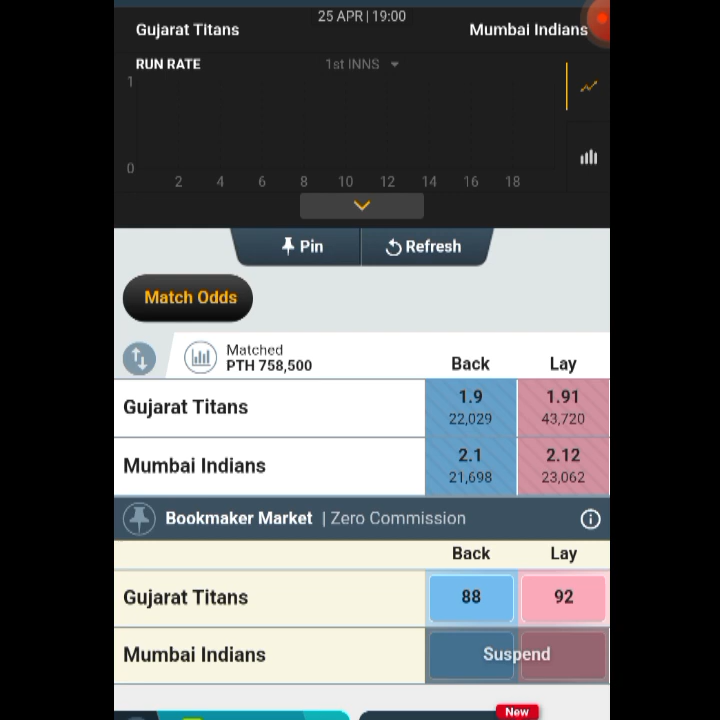 25 APR | 19:00
Gujarat Titans Mumbai Indians
RUN RATE 1st INNS
1
0
2 4 6 8 10 12 14 16 18
Pin Refresh
Match Odds
Matched
PTH 758,500 Back Lay
Gujarat Titans 1.9 1.91
22,029 43,720
Mumbai Indians 2.1 2.12
21,698 23,062
Bookmaker Market | Zero Commission
Back Lay
Gujarat Titans 88 92
Mumbai Indians Suspend
New